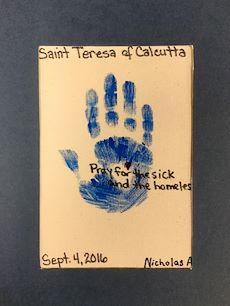 Saint Teresa of Calcutta
Pray for the sick
and the homeless
Sept. 4, 2016
Nicholas A